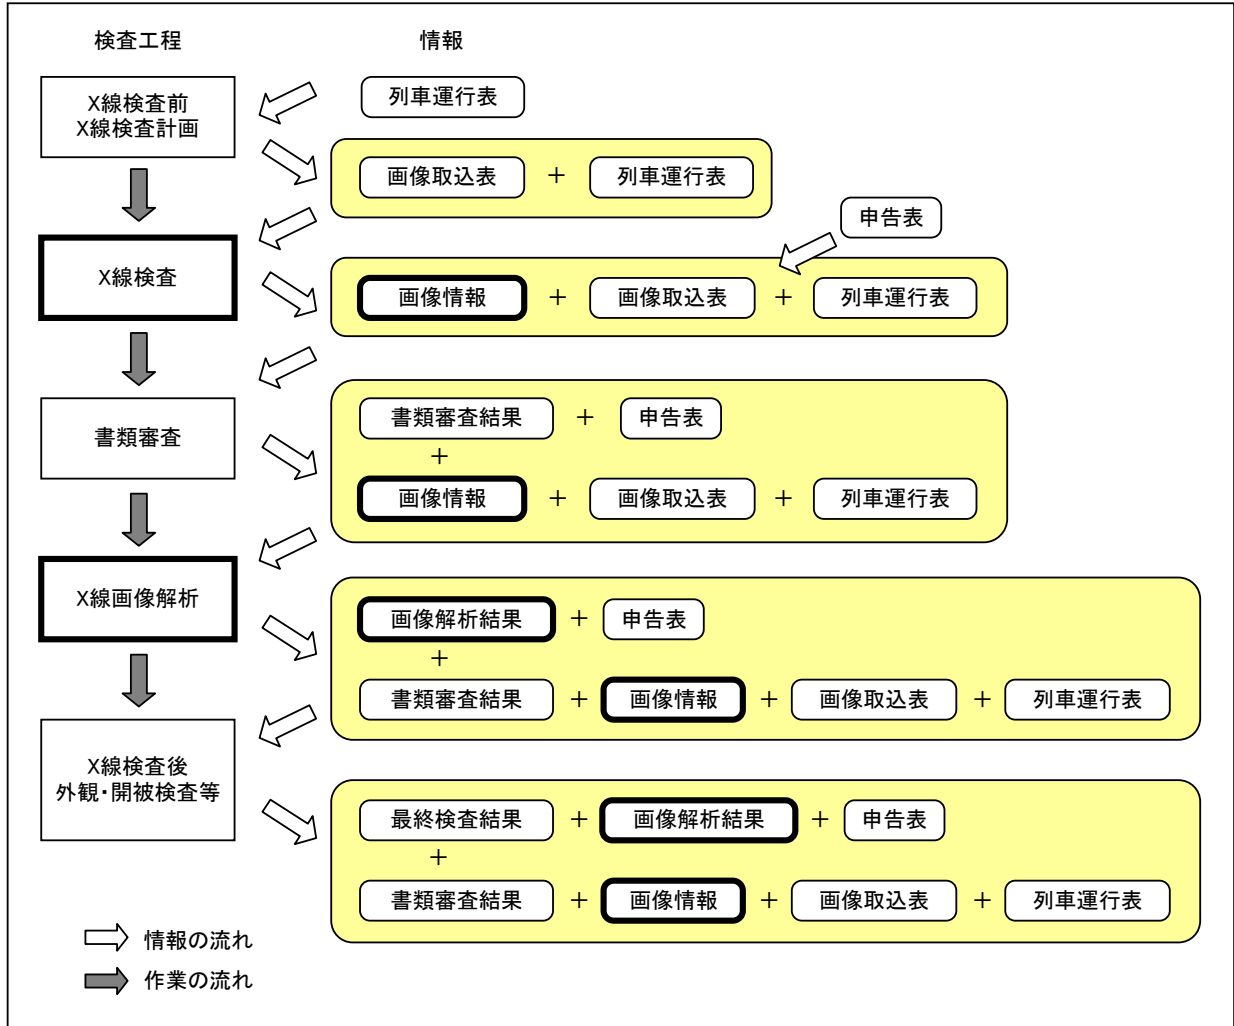 検査工程 情報
X線検査前
X線検査計画
列車運行表
画像取込表 + 列車運行表
申告表
X線検査
画像情報 + 画像取込表 + 列車運行表
書類審査
書類審査結果 + 申告表
+
画像情報 + 画像取込表 + 列車運行表
X線画像解析
画像解析結果 + 申告表
+
書類審査結果 + 画像情報 + 画像取込表 + 列車運行表
X線検査後
外観・開被検査等
最終検査結果 + 画像解析結果 + 申告表
+
書類審査結果 + 画像情報 + 画像取込表 + 列車運行表
情報の流れ
作業の流れ